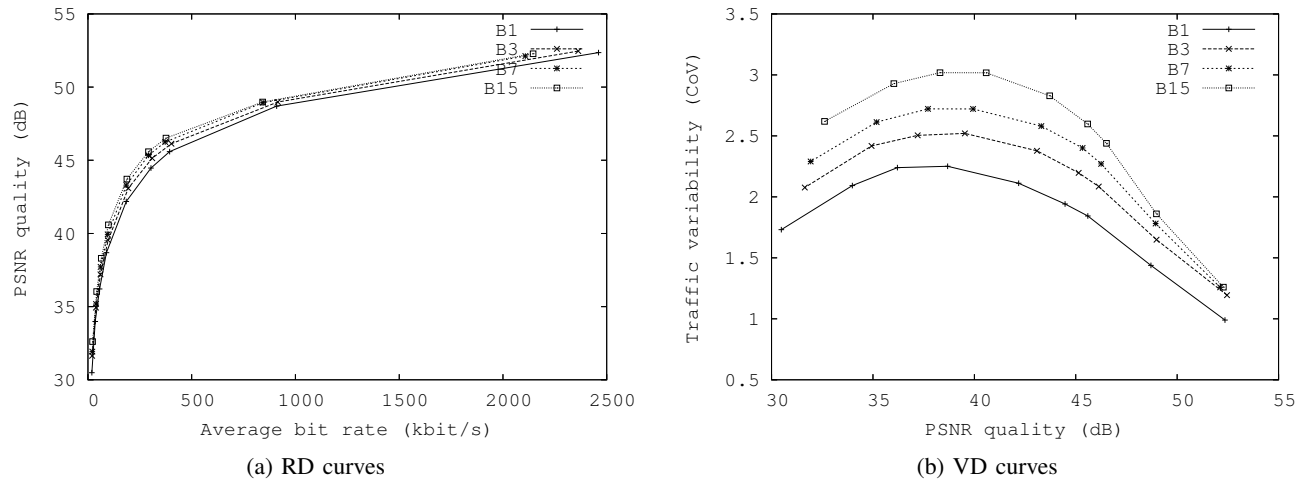 PSNR quality (dB)
55
50
45
40
35
30
0 500 1000 1500 2000 2500
Average bit rate (kbit/s)
B1
B3
B7
B15
(a) RD curves
Traffic variability (CoV)
3.5
3
2.5
2
1.5
1
0.5
30 35 40 45 50 55
PSNR quality (dB)
B1
B3
B7
B15
(b) VD curves